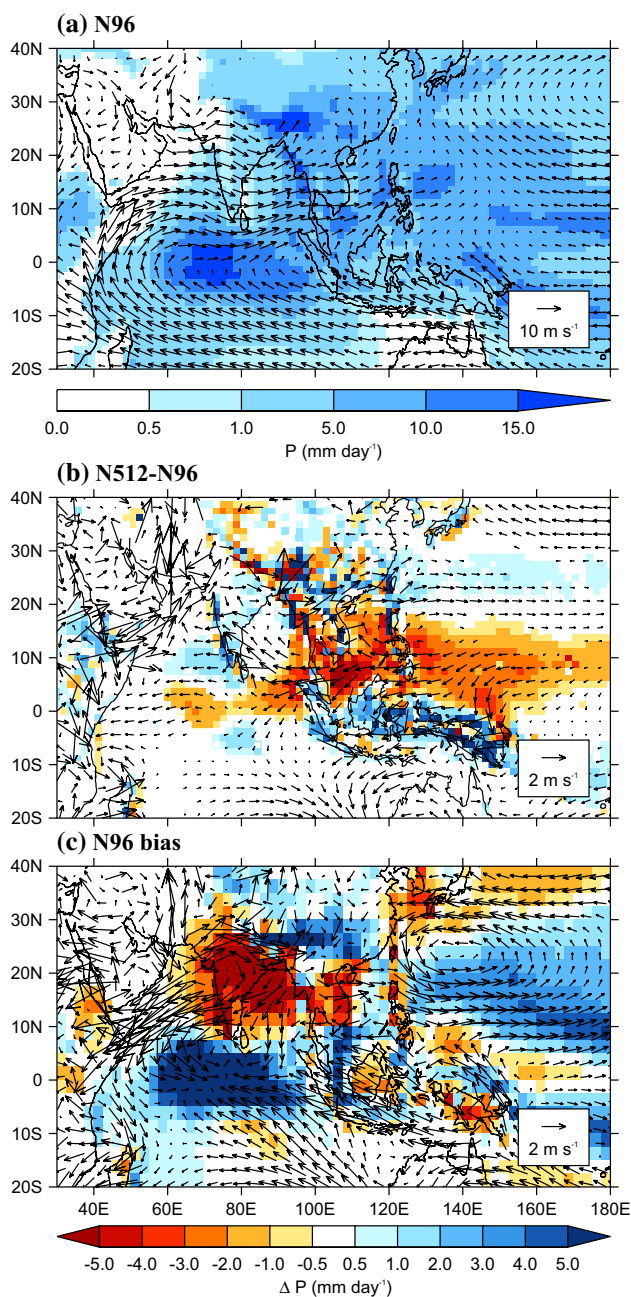 (a) N96
40N
30N
20N
10N
0
10S
20S
10 m s-1
0.0 0.5 1.0 5.0 10.0 15.0
P (mm day-1)
(b) N512-N96
40N
30N
20N
10N
0
10S
20S
2 m s-1
(c) N96 bias
40N
30N
20N
10N
0
10S
20S
2 m s-1
40E 60E 80E 100E 120E 140E 160E 180E
-5.0 -4.0 -3.0 -2.0 -1.0 -0.5 0.5 1.0 2.0 3.0 4.0 5.0
Δ P (mm day-1)